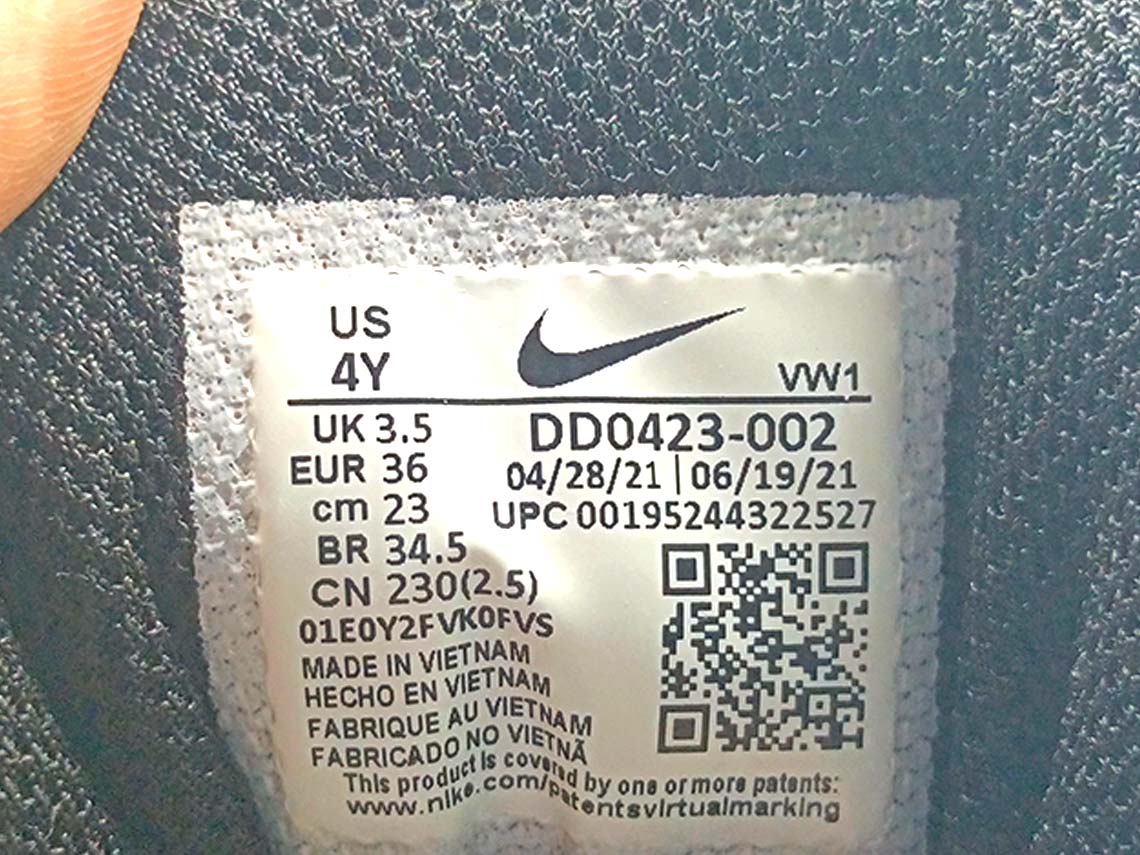 US
4Y
VW1
UK 3.5
DD0423-002
EUR 36
04/28/21 | 06/19/21
cm 23
UPC 00195244322527
BR 34.5
CN 230(2.5)
01E0Y2FVK0FVS
MADE IN VIETNAM
HECHO EN VIETNAM
FABRIQUE AU VIETNAM
FABRICADO NO VIETNÃ
This product is covered by one or more patents:
www.nike.com/patentsvirtualmarking